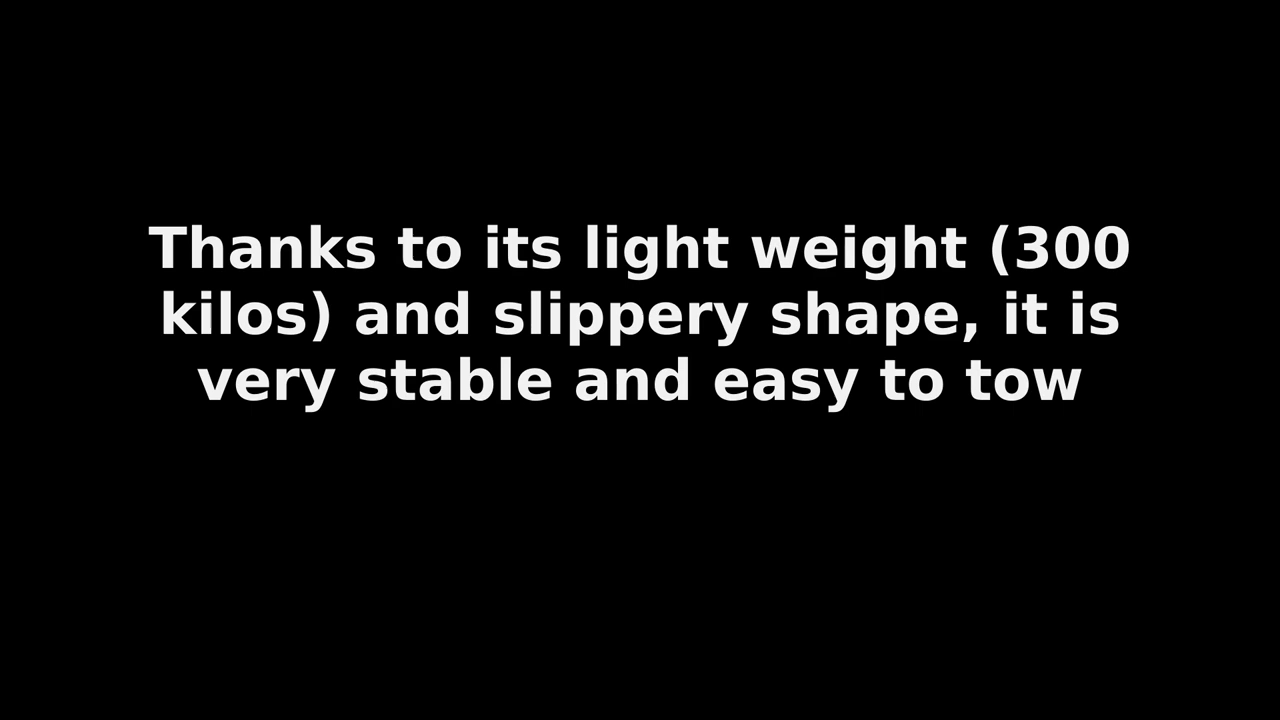 Thanks to its light weight (300
kilos) and slippery shape, it is
very stable and easy to tow